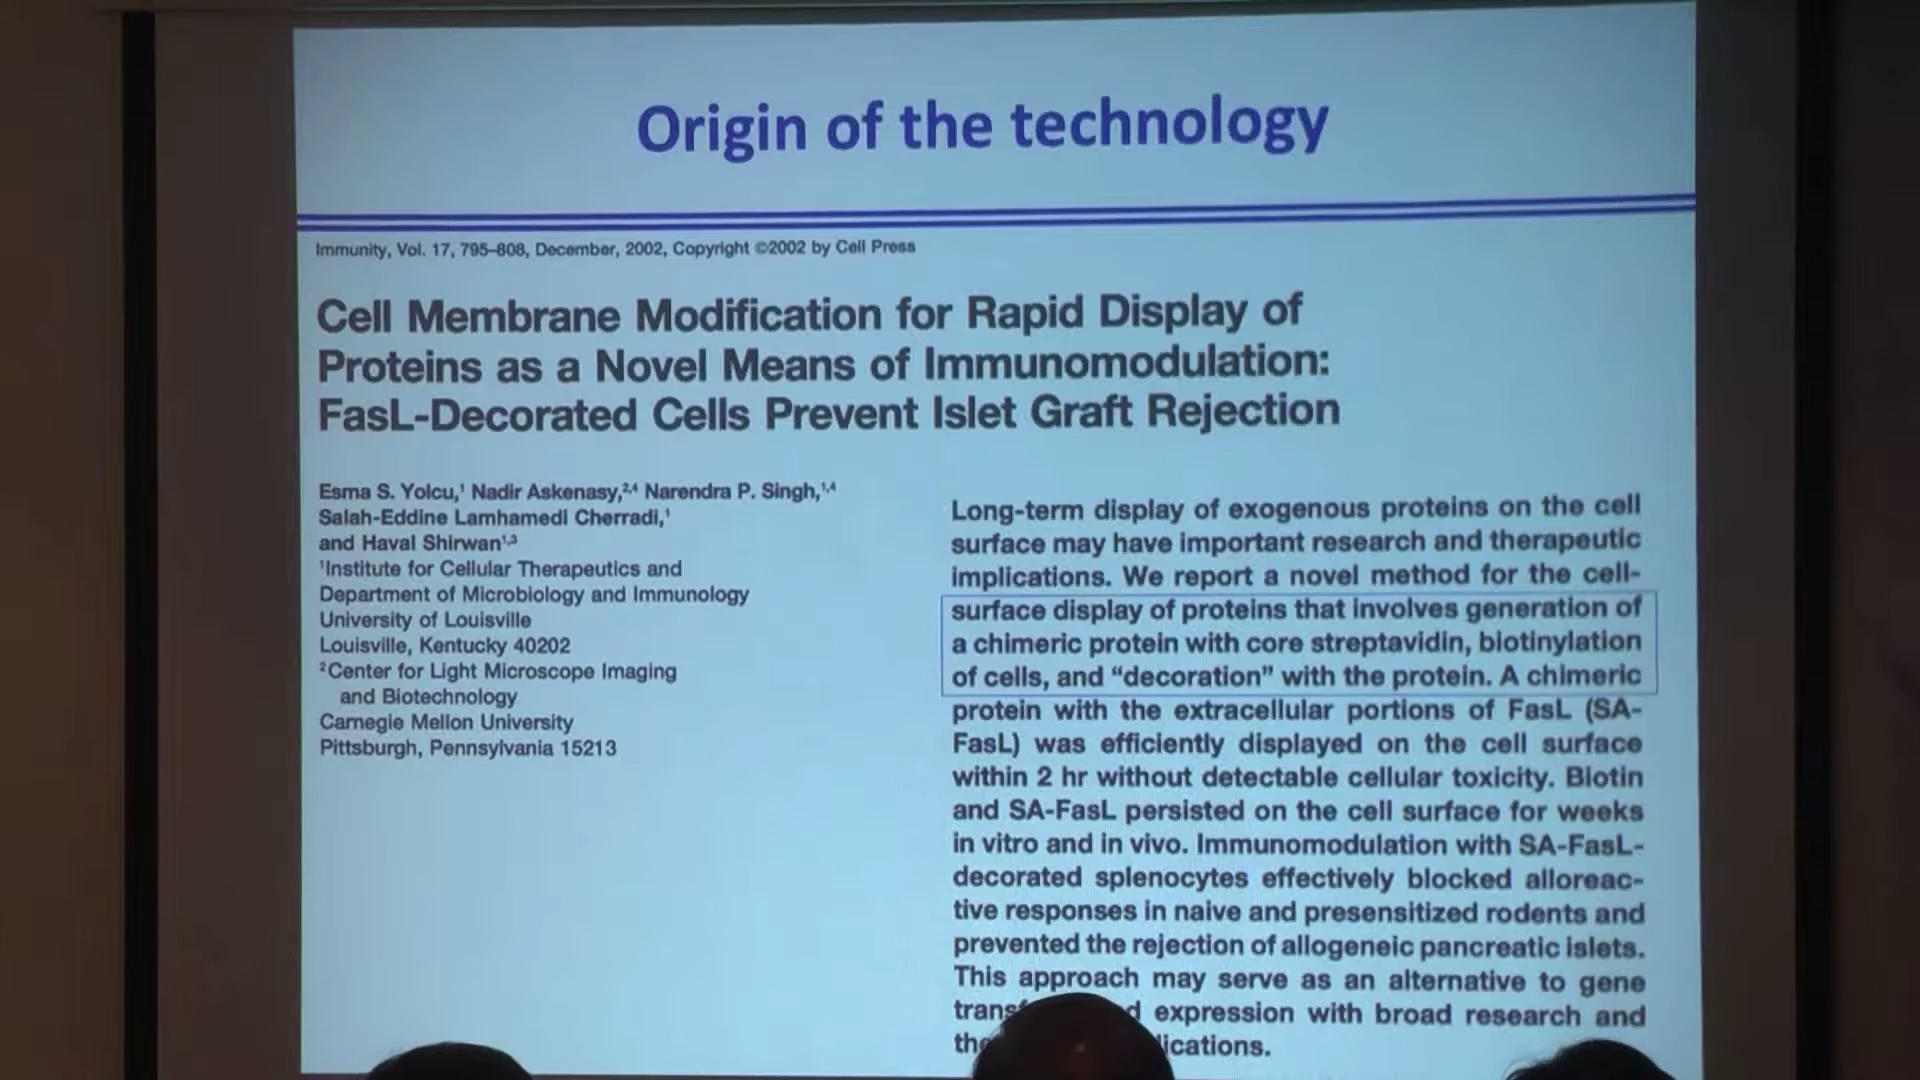 Origin of the technology
Immunity, Vol. 17, 795–808, December, 2002, Copyright ©2002 by Cell Press
Cell Membrane Modification for Rapid Display of
Proteins as a Novel Means of Immunomodulation:
FasL-Decorated Cells Prevent Islet Graft Rejection
Esma S. Yolcu,¹ Nadir Askenasy,²,⁴ Narendra P. Singh,¹,⁴
Salah-Eddine Lamhamedi Cherradi,¹
and Haval Shirwan¹,³
¹Institute for Cellular Therapeutics and
Department of Microbiology and Immunology
University of Louisville
Louisville, Kentucky 40202
²Center for Light Microscope Imaging
and Biotechnology
Carnegie Mellon University
Pittsburgh, Pennsylvania 15213
Long-term display of exogenous proteins on the cell
surface may have important research and therapeutic
implications. We report a novel method for the cell-
surface display of proteins that involves generation of
a chimeric protein with core streptavidin, biotinylation
of cells, and “decoration” with the protein. A chimeric
protein with the extracellular portions of FasL (SA-
FasL) was efficiently displayed on the cell surface
within 2 hr without detectable cellular toxicity. Biotin
and SA-FasL persisted on the cell surface for weeks
in vitro and in vivo. Immunomodulation with SA-FasL-
decorated splenocytes effectively blocked alloreac-
tive responses in naive and presensitized rodents and
prevented the rejection of allogeneic pancreatic islets.
This approach may serve as an alternative to gene
expression with broad research and